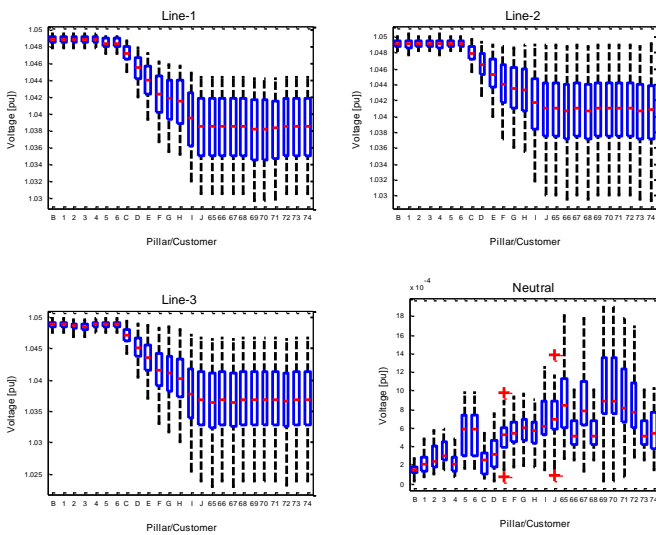 Line-1
1.05
1.048
1.046
1.044
1.042
1.04
1.038
1.036
1.034
1.032
1.03
Voltage [pu]
B 1 2 3 4 5 6 C D E F G H I J 65 66 67 68 69 70 71 72 73 74
Pillar/Customer
Line-2
1.05
1.048
1.046
1.044
1.042
1.04
1.038
1.036
1.034
1.032
1.03
Voltage [pu]
B 1 2 3 4 5 6 C D E F G H I J 65 66 67 68 69 70 71 72 73 74
Pillar/Customer
Line-3
1.05
1.045
1.04
1.035
1.03
1.025
Voltage [pu]
B 1 2 3 4 5 6 C D E F G H I J 65 66 67 68 69 70 71 72 73 74
Pillar/Customer
Neutral
x 10⁻⁴
18
16
14
12
10
8
6
4
2
0
Voltage [pu]
B 1 2 3 4 5 6 C D E F G H I J 65 66 67 68 69 70 71 72 73 74
Pillar/Customer